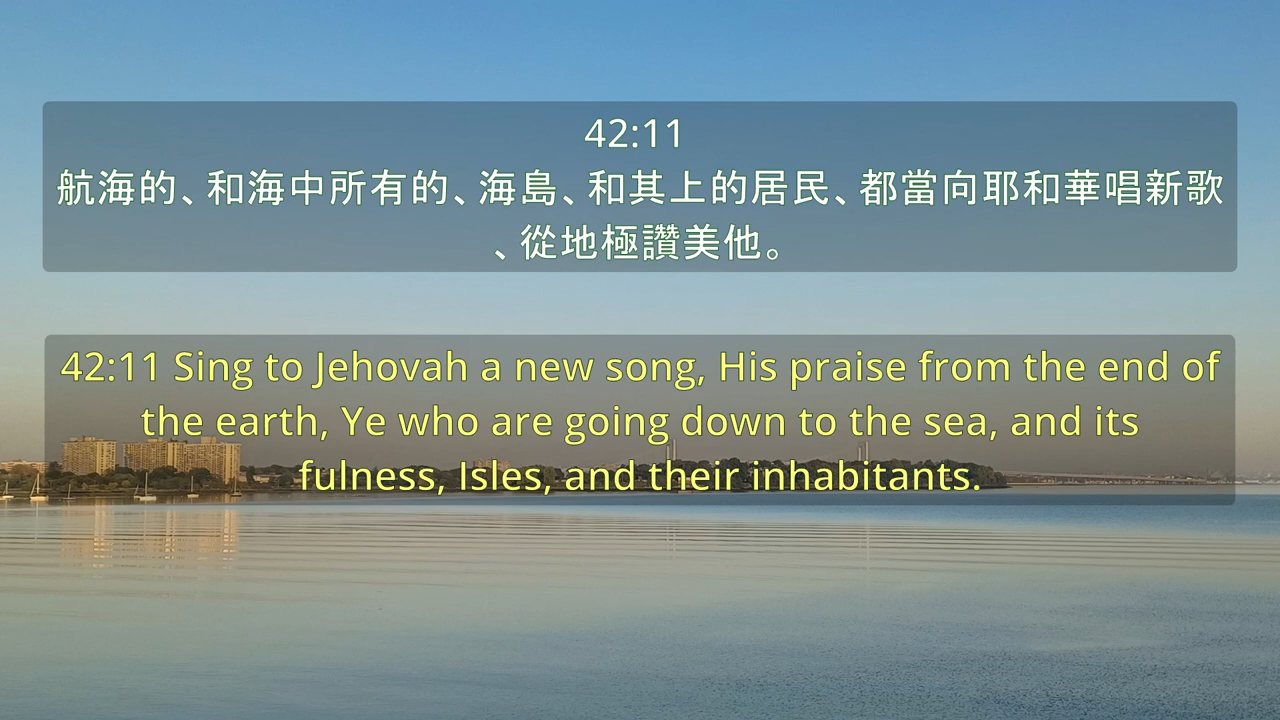 42:11
航海的、和海中所有的、海島、和其上的居民、都當向耶和華唱新歌
、從地極讚美他。
42:11 Sing to Jehovah a new song, His praise from the end of
the earth, Ye who are going down to the sea, and its
fulness, Isles, and their inhabitants.